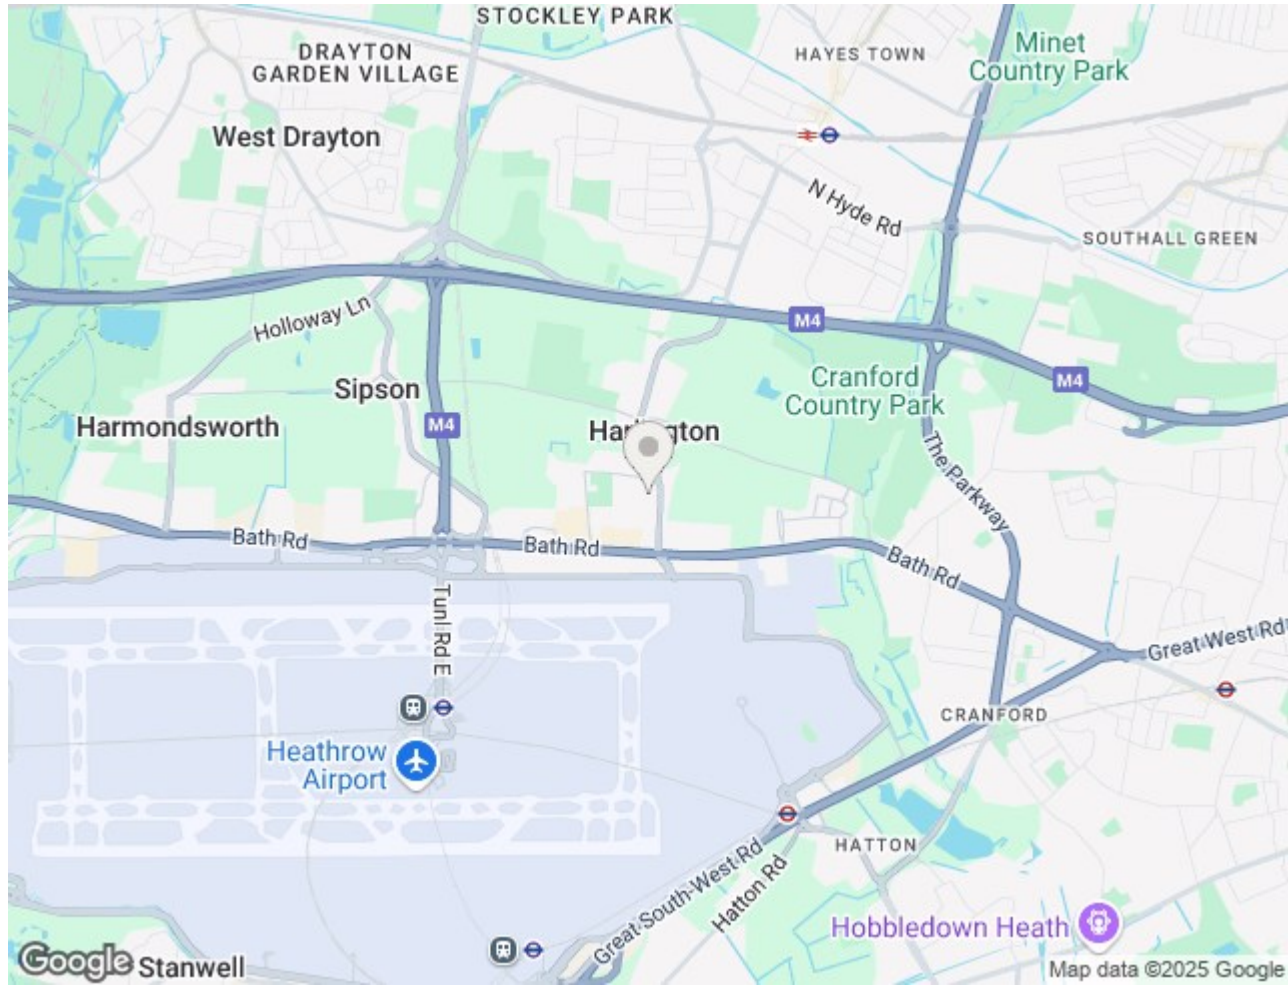 STOCKLEY PARK
DRAYTON
GARDEN VILLAGE
HAYES TOWN
Minet
Country Park
West Drayton
N Hyde Rd
SOUTHALL GREEN
Holloway Ln
M4
Sipson
Cranford
Country Park
M4
Harmondsworth
M4
The Parkway
Bath Rd
Bath Rd
Bath Rd
Tunl Rd E
Great West Rd
CRANFORD
Heathrow
Airport
HATTON
Great South-West Rd
Hatton Rd
Hobbledown Heath
Google
Stanwell
Map data ©2025 Google